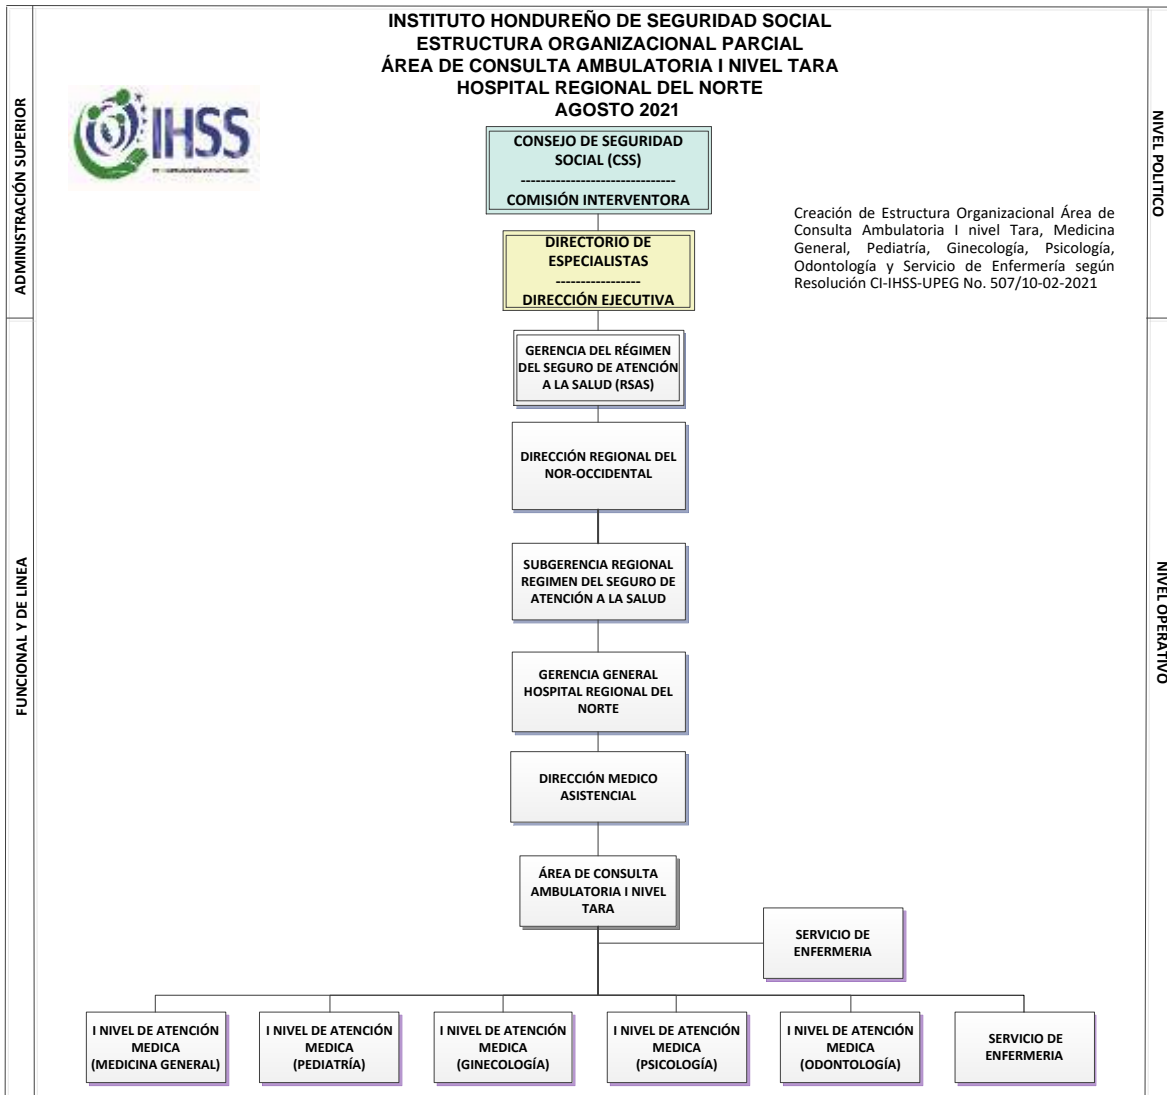 INSTITUTO HONDUREÑO DE SEGURIDAD SOCIAL
ESTRUCTURA ORGANIZACIONAL PARCIAL
ÁREA DE CONSULTA AMBULATORIA I NIVEL TARA
HOSPITAL REGIONAL DEL NORTE
AGOSTO 2021
ADMINISTRACIÓN SUPERIOR
NIVEL POLITICO
IHSS
CONSEJO DE SEGURIDAD
SOCIAL (CSS)
-------------------------------
COMISIÓN INTERVENTORA
Creación de Estructura Organizacional Área de
Consulta Ambulatoria I nivel Tara, Medicina
General, Pediatría, Ginecología, Psicología,
Odontología y Servicio de Enfermería según
Resolución CI-IHSS-UPEG No. 507/10-02-2021
DIRECTORIO DE
ESPECIALISTAS
-----------------
DIRECCIÓN EJECUTIVA
FUNCIONAL Y DE LINEA
NIVEL OPERATIVO
GERENCIA DEL RÉGIMEN
DEL SEGURO DE ATENCIÓN
A LA SALUD (RSAS)
DIRECCIÓN REGIONAL DEL
NOR-OCCIDENTAL
SUBGERENCIA REGIONAL
REGIMEN DEL SEGURO DE
ATENCIÓN A LA SALUD
GERENCIA GENERAL
HOSPITAL REGIONAL DEL
NORTE
DIRECCIÓN MEDICO
ASISTENCIAL
ÁREA DE CONSULTA
AMBULATORIA I NIVEL
TARA
SERVICIO DE
ENFERMERIA
I NIVEL DE ATENCIÓN
MEDICA
(MEDICINA GENERAL)
I NIVEL DE ATENCIÓN
MEDICA
(PEDIATRÍA)
I NIVEL DE ATENCIÓN
MEDICA
(GINECOLOGÍA)
I NIVEL DE ATENCIÓN
MEDICA
(PSICOLOGÍA)
I NIVEL DE ATENCIÓN
MEDICA
(ODONTOLOGÍA)
SERVICIO DE
ENFERMERIA